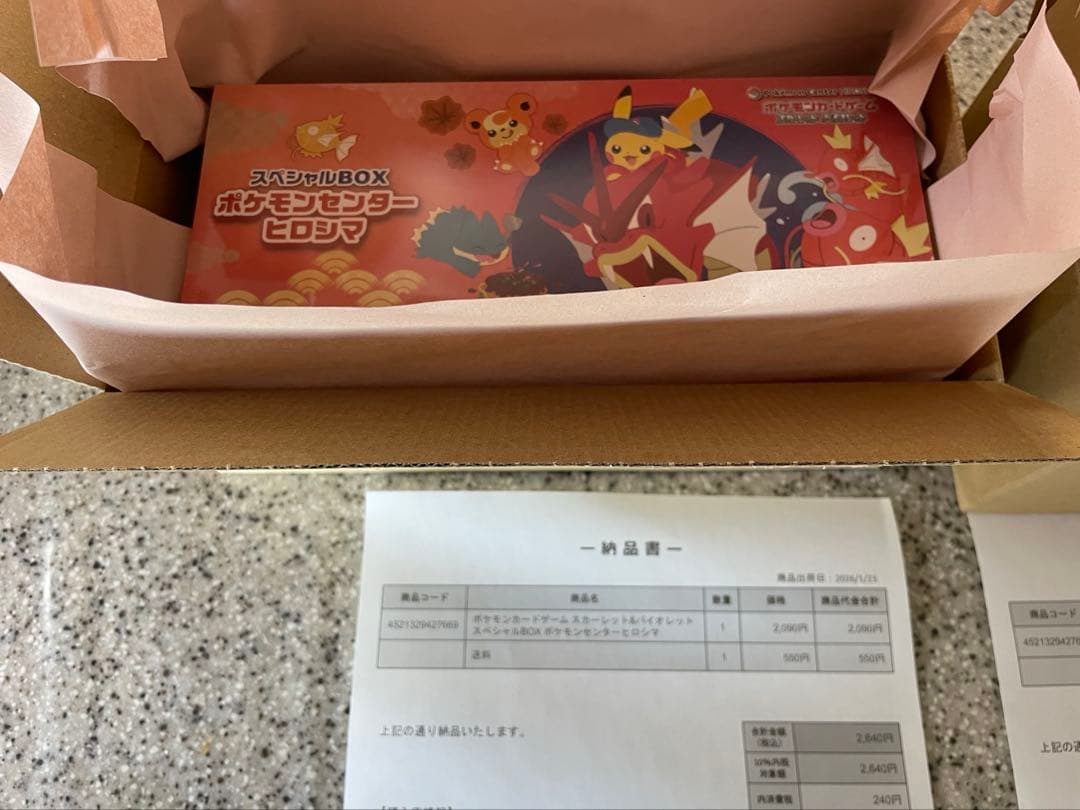 Pokémon Center HIROSHIMA
ポケモンカードゲーム
スペシャルBOX
ポケモンセンター
ヒロシマ
―納品書―
商品出荷日：2026/1/23
商品コード 商品名 数量 価格 商品代金合計
ポケモンカードゲーム スカーレット&バイオレット
スペシャルBOX ポケモンセンターヒロシマ
1 2,090円 2,090円
送料 1 550円 550円
上記の通り納品いたします。
合計金額
(税込)
2,640円
10%内税
対象額
2,640円
内消費税 240円
商品コード
上記の通